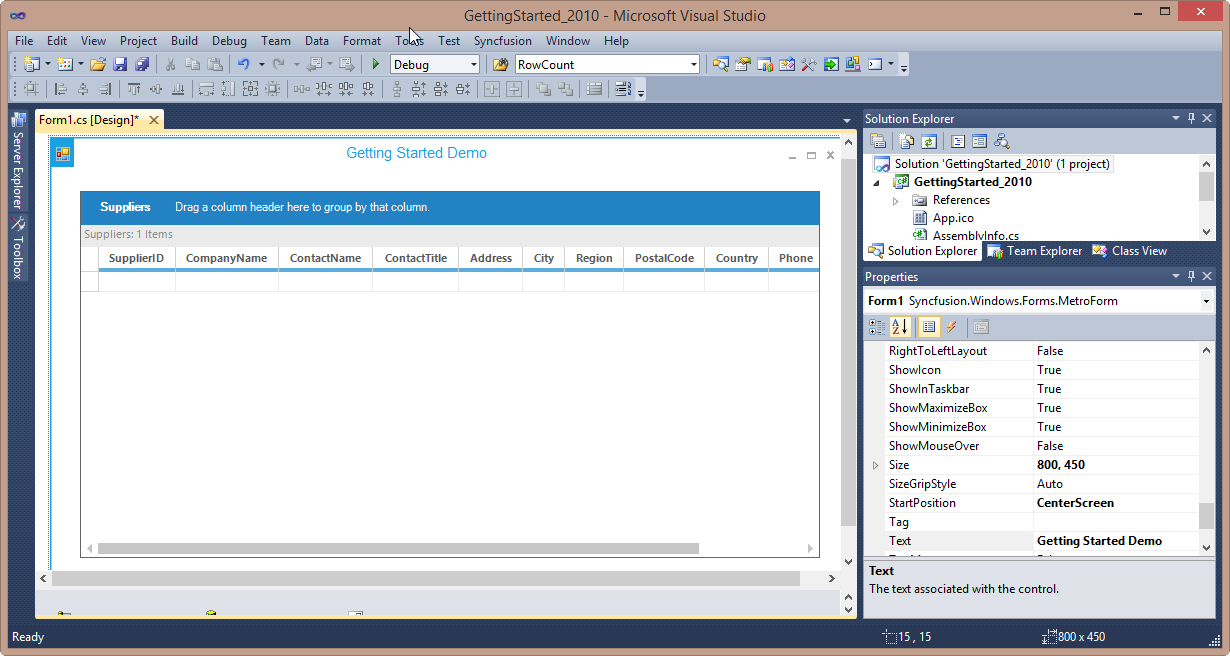 GettingStarted_2010 - Microsoft Visual Studio
File Edit View Project Build Debug Team Data Format Tools Test Syncfusion Window Help
Debug RowCount
Server Explorer
Toolbox
Form1.cs [Design]*
Getting Started Demo
Suppliers Drag a column header here to group by that column.
Suppliers: 1 Items
SupplierID CompanyName ContactName ContactTitle Address City Region PostalCode Country Phone
Solution Explorer
Solution 'GettingStarted_2010' (1 project)
GettingStarted_2010
References
App.ico
AssemblyInfo.cs
Solution Explorer Team Explorer Class View
Properties
Form1 Syncfusion.Windows.Forms.MetroForm
RightToLeftLayout False
ShowIcon True
ShowInTaskbar True
ShowMaximizeBox True
ShowMinimizeBox True
ShowMouseOver False
Size 800, 450
SizeGripStyle Auto
StartPosition CenterScreen
Tag
Text Getting Started Demo
Text
The text associated with the control.
Ready 15 , 15 800 x 450